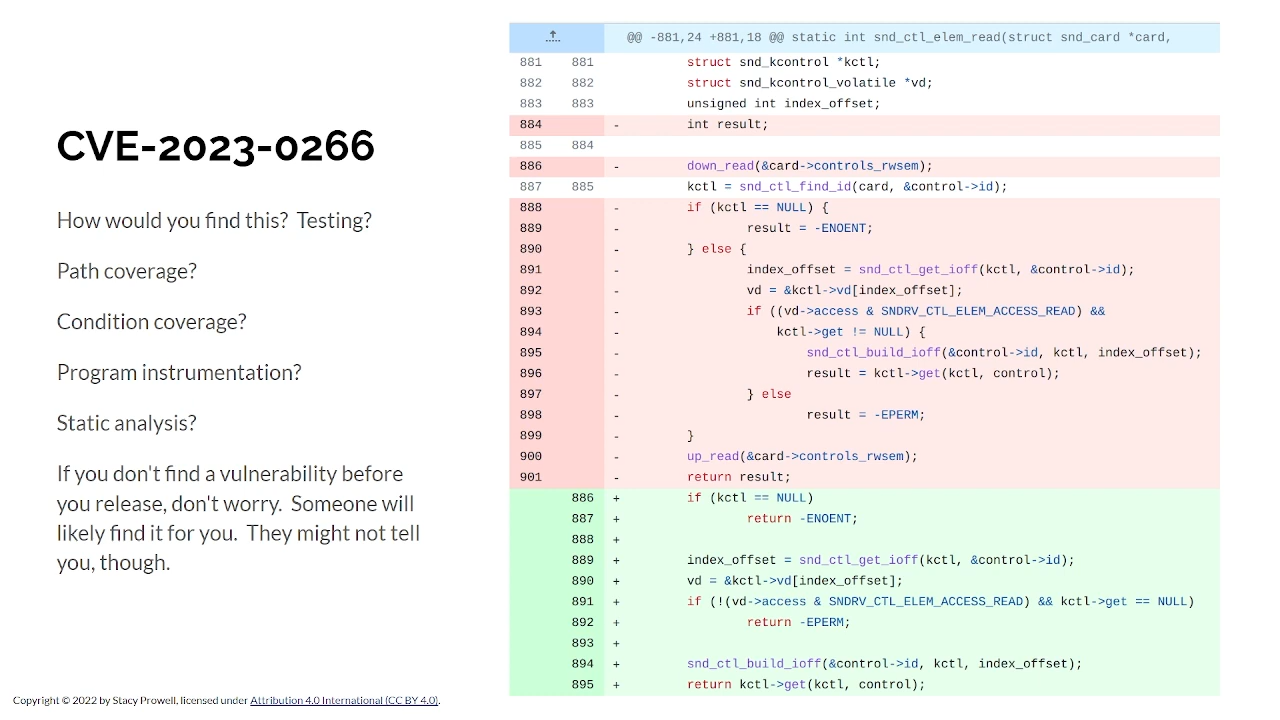 CVE-2023-0266
How would you find this?  Testing?
Path coverage?
Condition coverage?
Program instrumentation?
Static analysis?
If you don't find a vulnerability before
you release, don't worry.  Someone will
likely find it for you.  They might not tell
you, though.
@@ -881,24 +881,18 @@ static int snd_ctl_elem_read(struct snd_card *card,
881 881 struct snd_kcontrol *kctl;
882 882 struct snd_kcontrol_volatile *vd;
883 883 unsigned int index_offset;
884 - int result;
885 884
886 - down_read(&card->controls_rwsem);
887 885 kctl = snd_ctl_find_id(card, &control->id);
888 - if (kctl == NULL) {
889 - result = -ENOENT;
890 - } else {
891 - index_offset = snd_ctl_get_ioff(kctl, &control->id);
892 - vd = &kctl->vd[index_offset];
893 - if ((vd->access & SNDRV_CTL_ELEM_ACCESS_READ) &&
894 - kctl->get != NULL) {
895 - snd_ctl_build_ioff(&control->id, kctl, index_offset);
896 - result = kctl->get(kctl, control);
897 - } else
898 - result = -EPERM;
899 - }
900 - up_read(&card->controls_rwsem);
901 - return result;
886 + if (kctl == NULL)
887 + return -ENOENT;
888 +
889 + index_offset = snd_ctl_get_ioff(kctl, &control->id);
890 + vd = &kctl->vd[index_offset];
891 + if (!(vd->access & SNDRV_CTL_ELEM_ACCESS_READ) && kctl->get == NULL)
892 + return -EPERM;
893 +
894 + snd_ctl_build_ioff(&control->id, kctl, index_offset);
895 + return kctl->get(kctl, control);
Copyright © 2022 by Stacy Prowell, licensed under Attribution 4.0 International (CC BY 4.0).